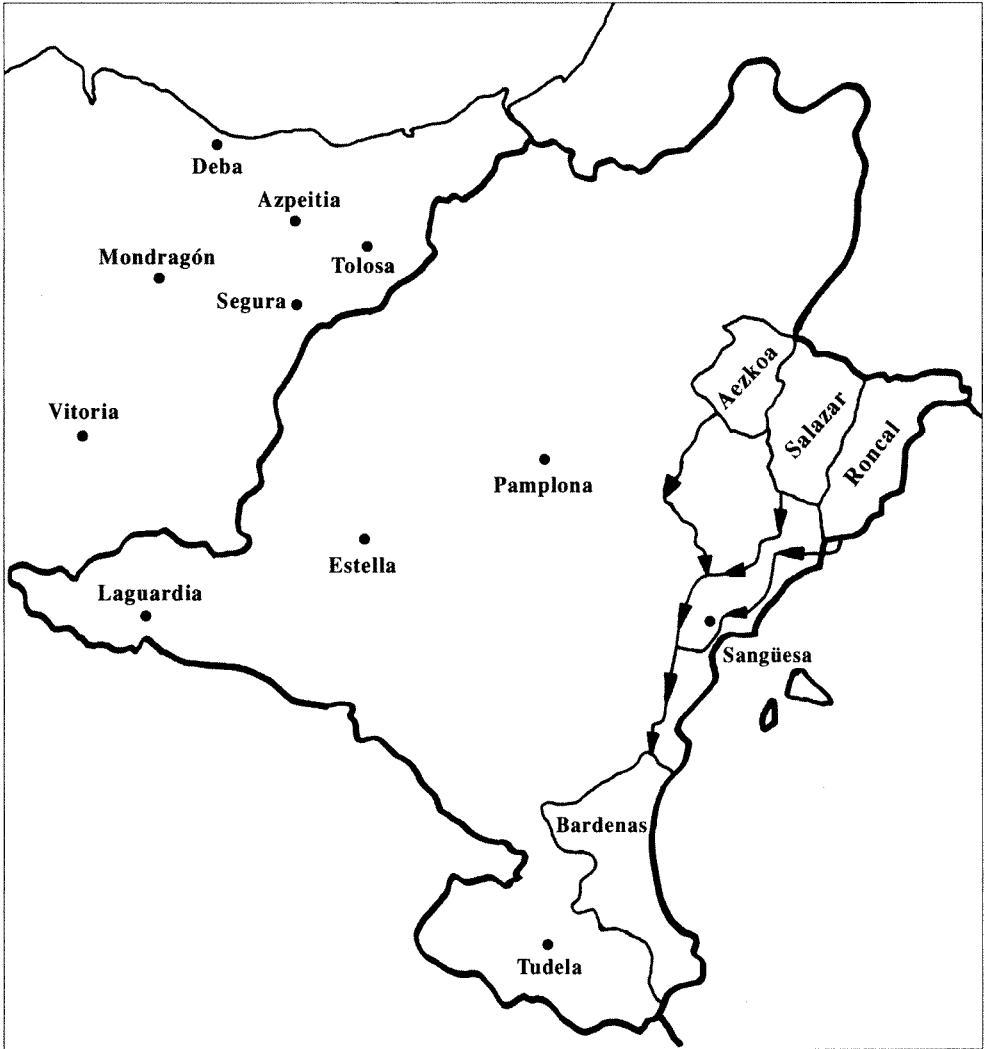 Deba
Azpeitia
Tolosa
Mondragón
Segura
Aezkoa
Salazar
Roncal
Vitoria
Pamplona
Estella
Laguardia
Sangüesa
Bardenas
Tudela